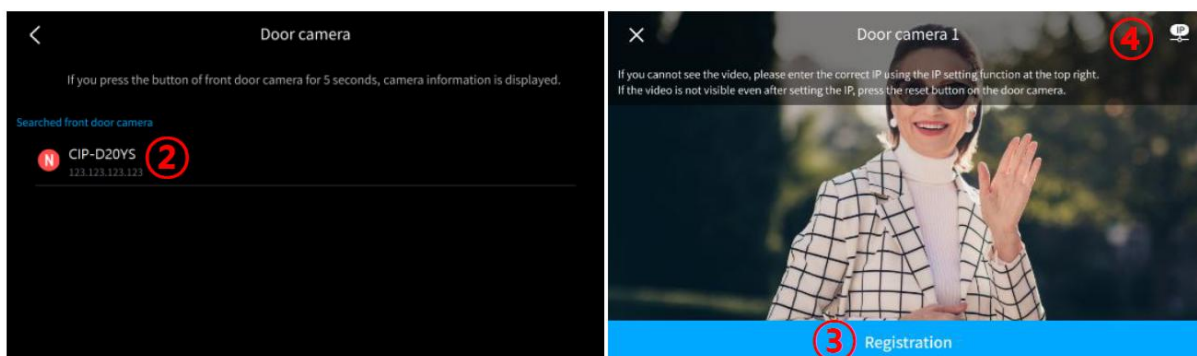 Door camera
If you press the button of front door camera for 5 seconds, camera information is displayed.
Searched front door camera
N
CIP-D20YS
②
123.123.123.123
Door camera 1
④
IP
If you cannot see the video, please enter the correct IP using the IP setting function at the top right.
If the video is not visible even after setting the IP, press the reset button on the door camera.
③ Registration